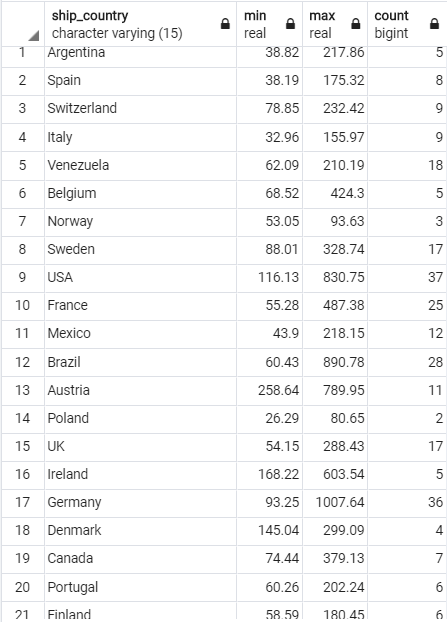 ship_country min max count
character varying (15) real real bigint
1 Argentina 38.82 217.86 5
2 Spain 38.19 175.32 8
3 Switzerland 78.85 232.42 9
4 Italy 32.96 155.97 9
5 Venezuela 62.09 210.19 18
6 Belgium 68.52 424.3 5
7 Norway 53.05 93.63 3
8 Sweden 88.01 328.74 17
9 USA 116.13 830.75 37
10 France 55.28 487.38 25
11 Mexico 43.9 218.15 12
12 Brazil 60.43 890.78 28
13 Austria 258.64 789.95 11
14 Poland 26.29 80.65 2
15 UK 54.15 288.43 17
16 Ireland 168.22 603.54 5
17 Germany 93.25 1007.64 36
18 Denmark 145.04 299.09 4
19 Canada 74.44 379.13 7
20 Portugal 60.26 202.24 6
21 Finland 58.59 180.45 6